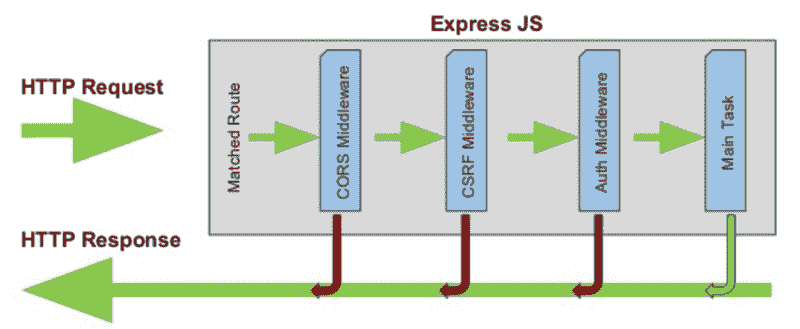 Express JS
HTTP Request
Matched Route
CORS Middleware
CSRF Middleware
Auth Middleware
Main Task
HTTP Response